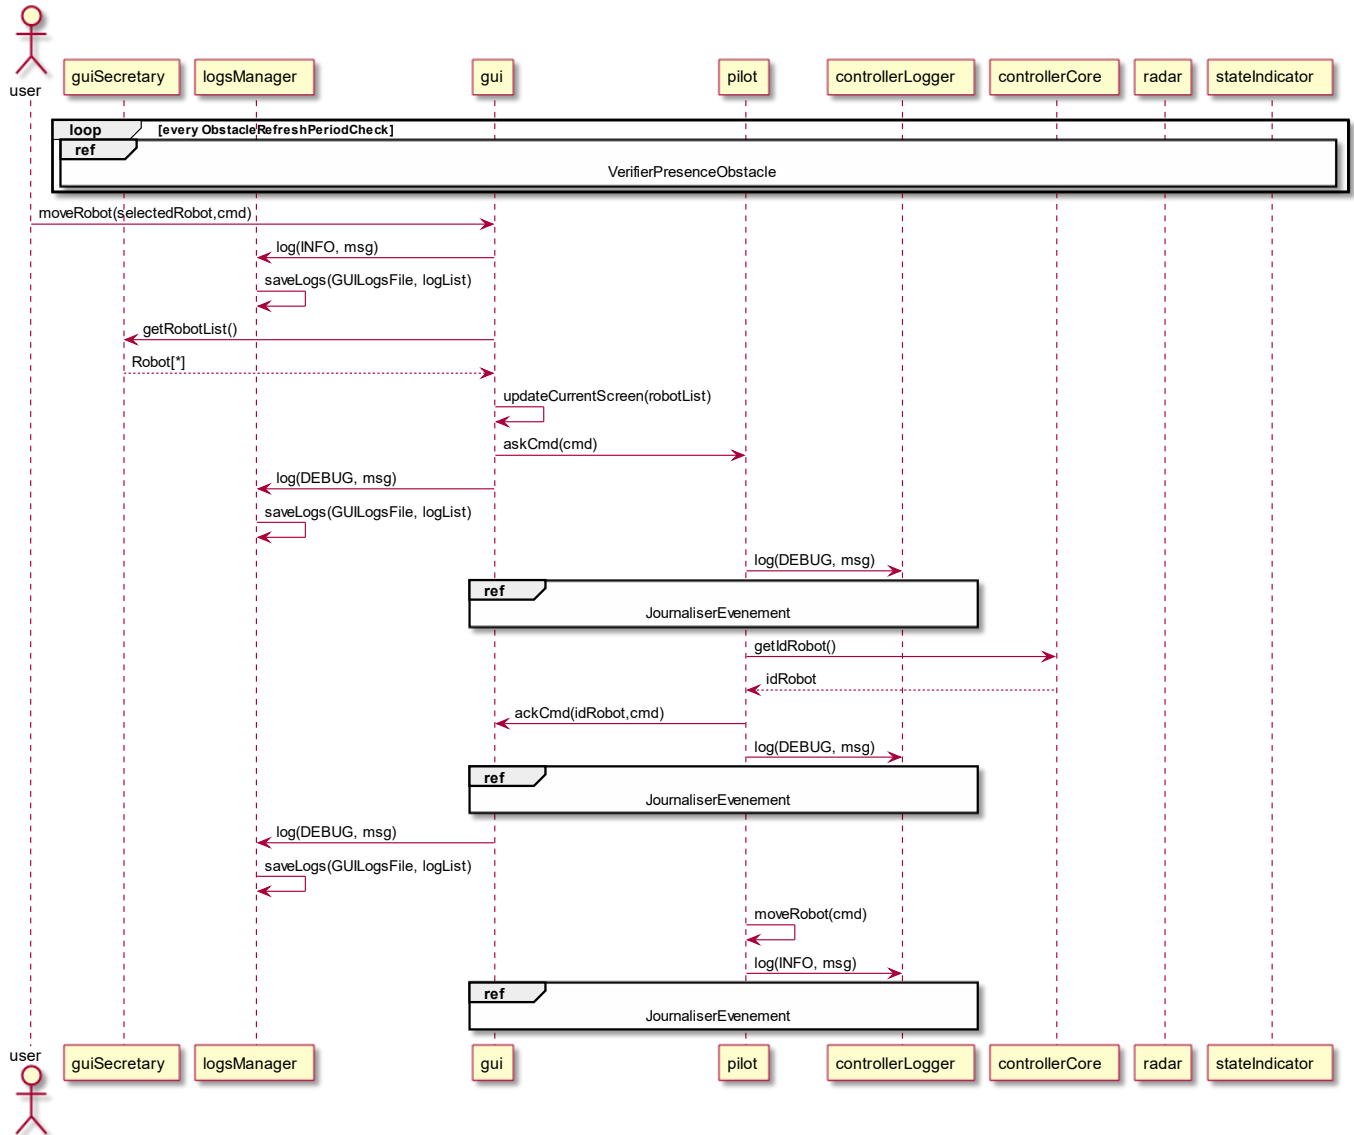 user
guiSecretary
logsManager
gui
pilot
controllerLogger
controllerCore
radar
stateIndicator
loop
[every ObstacleRefreshPeriodCheck]
ref
VerifierPresenceObstacle
moveRobot(selectedRobot,cmd)
log(INFO, msg)
saveLogs(GUILogsFile, logList)
getRobotList()
Robot[*]
updateCurrentScreen(robotList)
askCmd(cmd)
log(DEBUG, msg)
saveLogs(GUILogsFile, logList)
log(DEBUG, msg)
ref
JournaliserEvenement
getIdRobot()
idRobot
ackCmd(idRobot,cmd)
log(DEBUG, msg)
ref
JournaliserEvenement
log(DEBUG, msg)
saveLogs(GUILogsFile, logList)
moveRobot(cmd)
log(INFO, msg)
ref
JournaliserEvenement
user
guiSecretary
logsManager
gui
pilot
controllerLogger
controllerCore
radar
stateIndicator